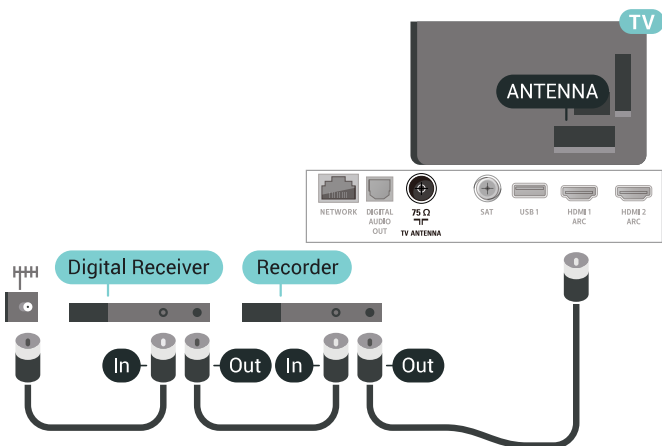 TV
ANTENNA
NETWORK
DIGITAL
AUDIO
OUT
75 Ω
TV ANTENNA
SAT
USB 1
HDMI 1
ARC
HDMI 2
ARC
Digital Receiver
Recorder
In
Out
In
Out